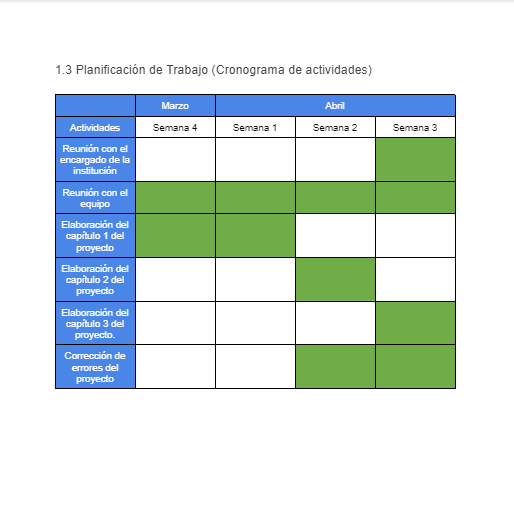 1.3 Planificación de Trabajo (Cronograma de actividades)
Marzo Abril
Actividades Semana 4 Semana 1 Semana 2 Semana 3
Reunión con el
encargado de la
institución
Reunión con el
equipo
Elaboración del
capítulo 1 del
proyecto
Elaboración del
capítulo 2 del
proyecto
Elaboración del
capítulo 3 del
proyecto.
Corrección de
errores del
proyecto